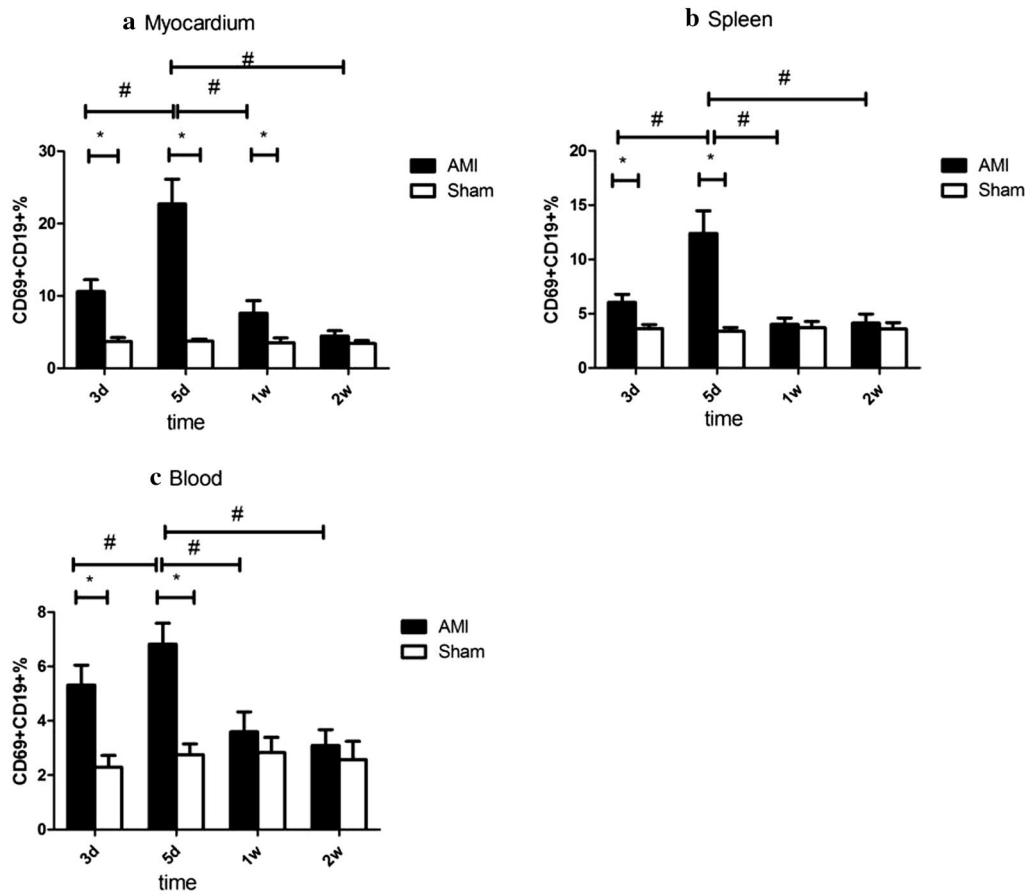 a Myocardium
#
# #
* * *
30
20
10
0
CD69+CD19+%
AMI
Sham
3d 5d 1w 2w
time
b Spleen
#
# #
* *
20
15
10
5
0
CD69+CD19+%
AMI
Sham
3d 5d 1w 2w
time
c Blood
#
# #
* *
8
6
4
2
0
CD69+CD19+%
AMI
Sham
3d 5d 1w 2w
time